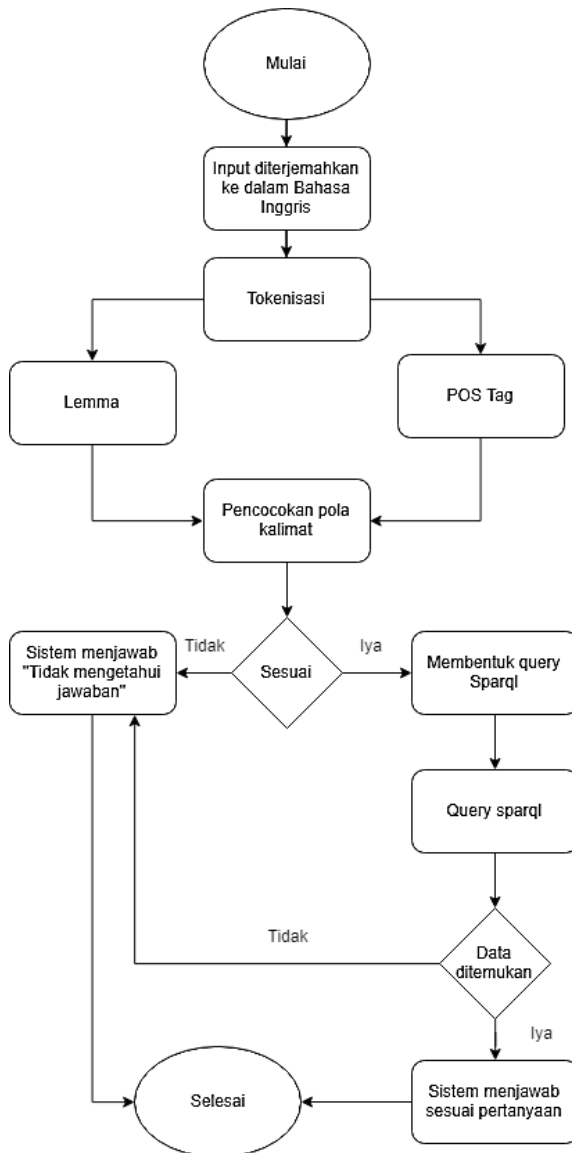 Mulai
Input diterjemahkan
ke dalam Bahasa
Inggris
Tokenisasi
Lemma
POS Tag
Pencocokan pola
kalimat
Tidak
Sesuai
Iya
Sistem menjawab
"Tidak mengetahui
jawaban"
Membentuk query
Sparql
Query sparql
Tidak
Data
ditemukan
Iya
Sistem menjawab
sesuai pertanyaan
Selesai